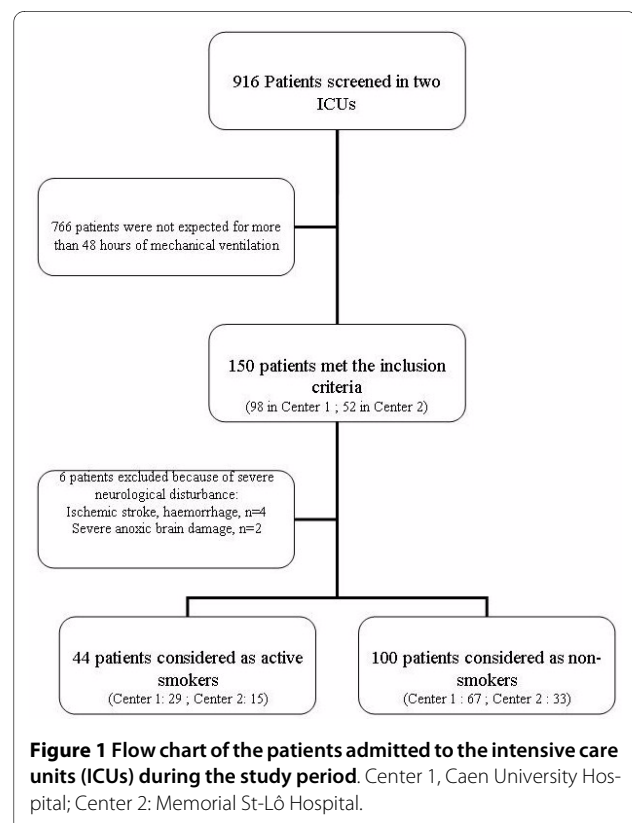 916 Patients screened in two
ICUs
766 patients were not expected for more
than 48 hours of mechanical ventilation
150 patients met the inclusion
criteria
(98 in Center 1 ; 52 in Center 2)
6 patients excluded because of severe
neurological disturbance:
Ischemic stroke, haemorrhage, n=4
Severe anoxic brain damage, n=2
44 patients considered as active
smokers
(Center 1: 29 ; Center 2: 15)
100 patients considered as non-
smokers
(Center 1 : 67 ; Center 2 : 33)
Figure 1 Flow chart of the patients admitted to the intensive care
units (ICUs) during the study period. Center 1, Caen University Hos-
pital; Center 2: Memorial St-Lô Hospital.